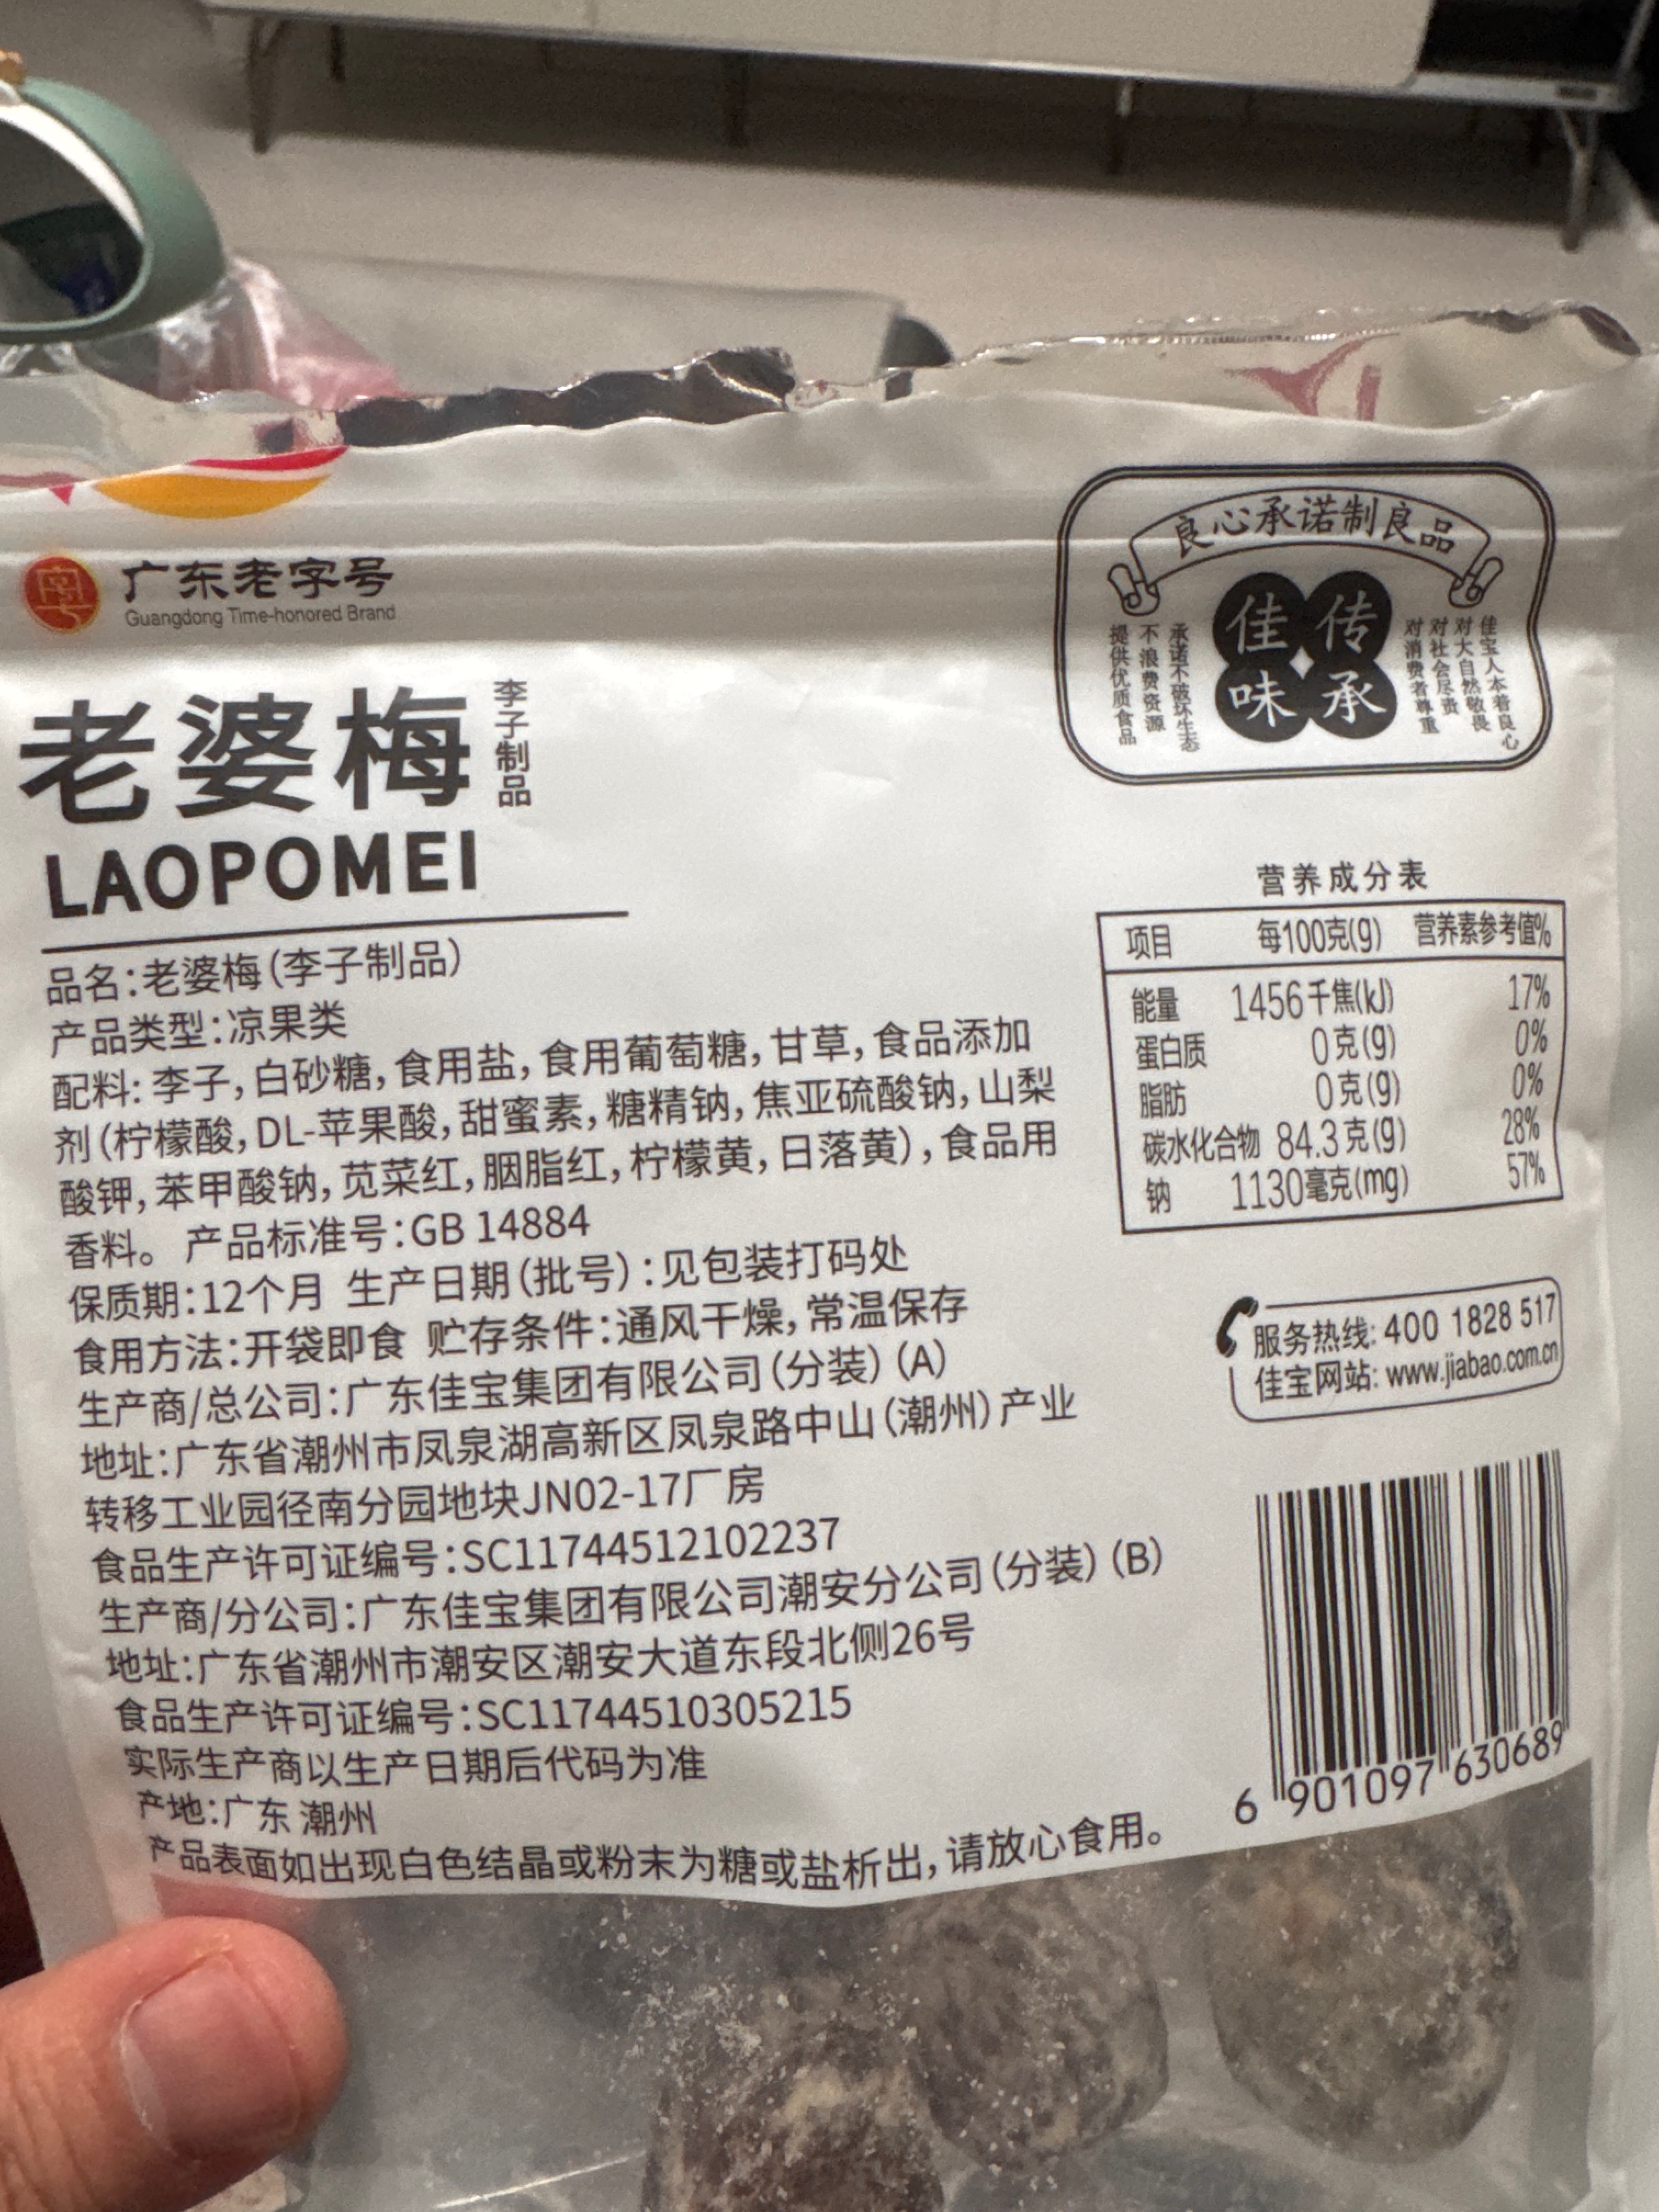 广东老字号
Guangdong Time-honored Brand
良心承诺制良品
佳传
味承
佳宝人本着良心
对大自然敬畏
对社会尽责
对消费者尊重
承诺不破坏生态
不浪费资源
提供优质食品
老婆梅
李子制品
LAOPOMEI
品名:老婆梅(李子制品)
产品类型:凉果类
配料: 李子,白砂糖,食用盐,食用葡萄糖,甘草,食品添加
剂(柠檬酸,DL-苹果酸,甜蜜素,糖精钠,焦亚硫酸钠,山梨
酸钾,苯甲酸钠,苋菜红,胭脂红,柠檬黄,日落黄),食品用
香料。 产品标准号:GB 14884
保质期:12个月 生产日期(批号):见包装打码处
食用方法:开袋即食 贮存条件:通风干燥,常温保存
生产商/总公司:广东佳宝集团有限公司(分装)(A)
地址:广东省潮州市凤泉湖高新区凤泉路中山(潮州)产业
转移工业园径南分园地块JN02-17厂房
食品生产许可证编号:SC11744512102237
生产商/分公司:广东佳宝集团有限公司潮安分公司(分装)(B)
地址:广东省潮州市潮安区潮安大道东段北侧26号
食品生产许可证编号:SC11744510305215
实际生产商以生产日期后代码为准
产地:广东 潮州
产品表面如出现白色结晶或粉末为糖或盐析出,请放心食用。
营养成分表
项目 每100克(g) 营养素参考值%
能量 1456千焦(kJ) 17%
蛋白质 0克(g) 0%
脂肪 0克(g) 0%
碳水化合物 84.3克(g) 28%
钠 1130毫克(mg) 57%
服务热线: 400 1828 517
佳宝网站: www.jiabao.com.cn
6 901097 630689